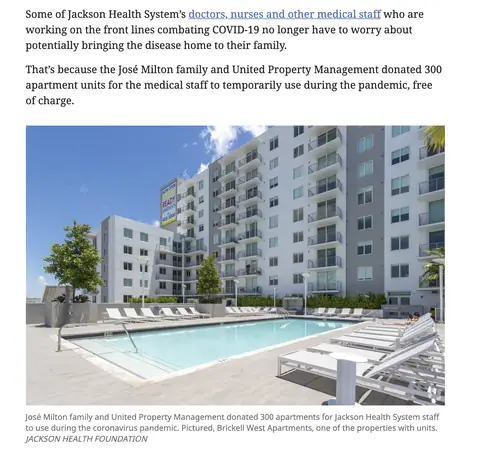 Some of Jackson Health System's doctors, nurses and other medical staff who are
working on the front lines combating COVID-19 no longer have to worry about
potentially bringing the disease home to their family.
That's because the José Milton family and United Property Management donated 300
apartment units for the medical staff to temporarily use during the pandemic, free
of charge.
READY
José Milton family and United Property Management donated 300 apartments for Jackson Health System staff
to use during the coronavirus pandemic. Pictured, Brickell West Apartments, one of the properties with units.
JACKSON HEALTH FOUNDATION